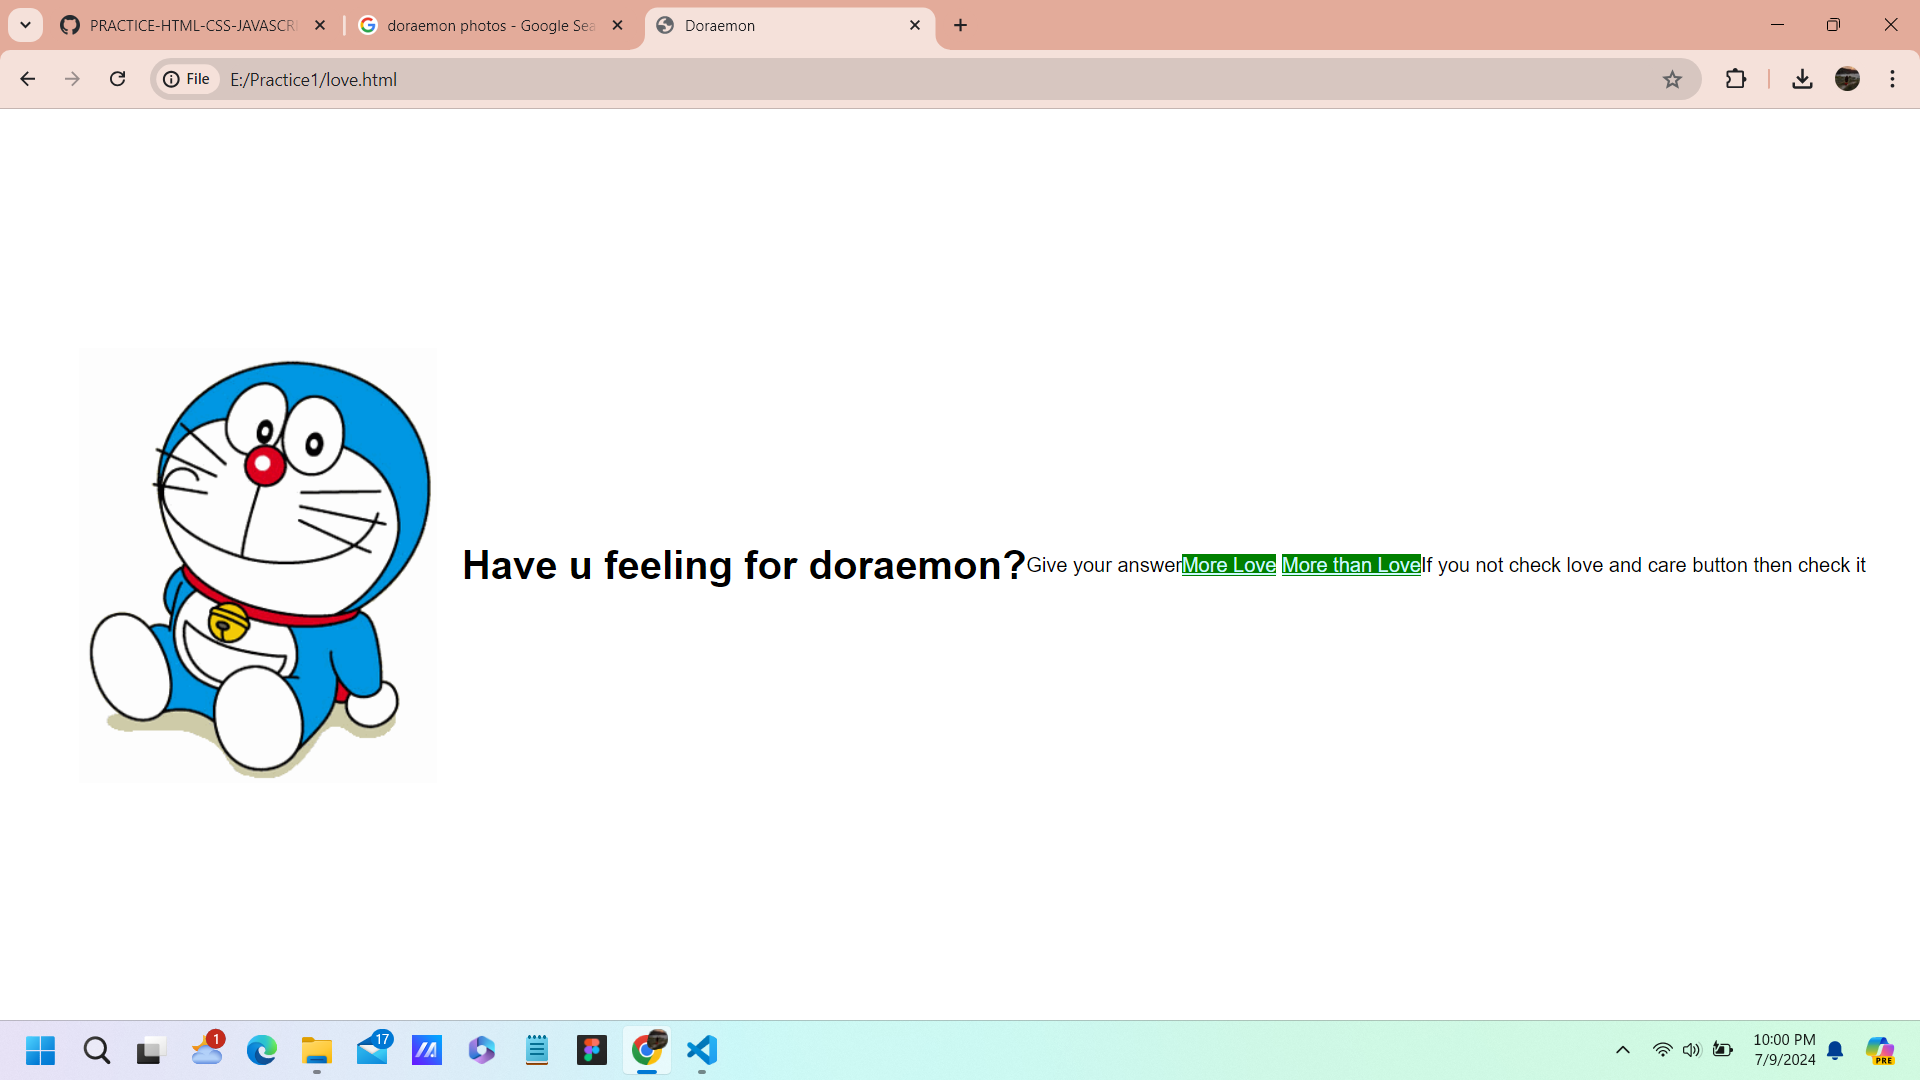 PRACTICE-HTML-CSS-JAVASCRI
doraemon photos - Google Sea
Doraemon
File
E:/Practice1/love.html
Have u feeling for doraemon?Give your answerMore Love More than LoveIf you not check love and care button then check it
1
17
10:00 PM
7/9/2024
PRE